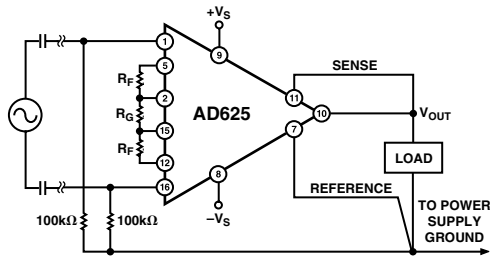 +VS
1
5
9
SENSE
RF
2
11
RG
AD625
10
VOUT
15
7
RF
LOAD
12
8
REFERENCE
16
–VS
TO POWER
SUPPLY
GROUND
100kΩ
100kΩ